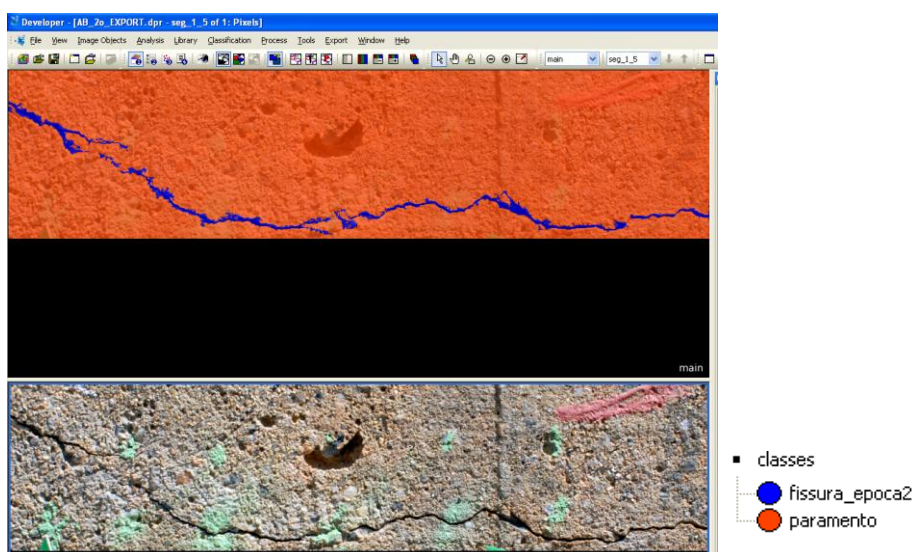 Developer - [AB_2o_EXPORT.dpr - seg_1_5 of 1: Pixels]
File View Image Objects Analysis Library Classification Process Tools Export Window Help
main seg_1_5
main
classes
fissura_epoca2
paramento